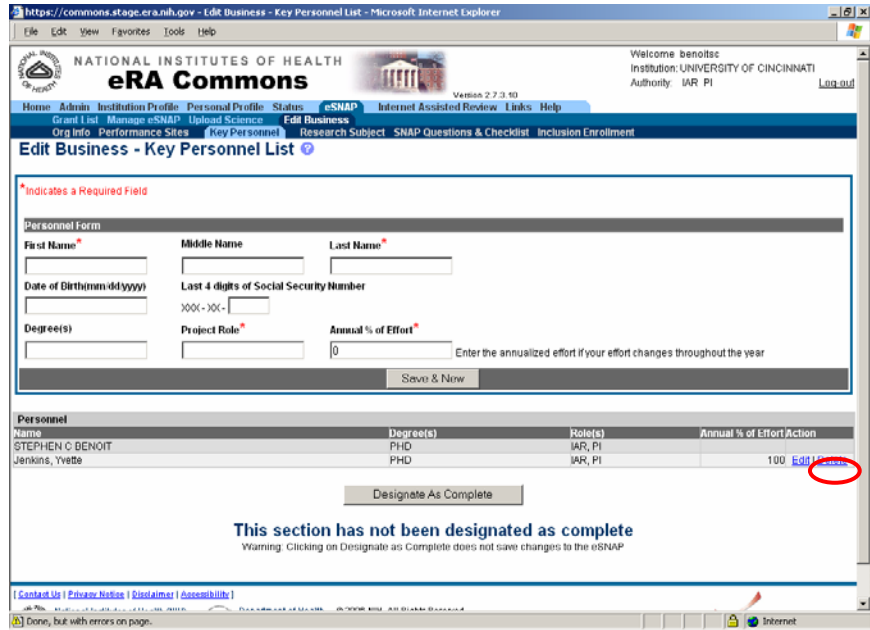 https://commons.stage.era.nih.gov - Edit Business - Key Personnel List - Microsoft Internet Explorer
File Edit View Favorites Tools Help
NATIONAL INSTITUTES OF HEALTH
eRA Commons
Version 2.7.3.10
Welcome benoitsc
Institution: UNIVERSITY OF CINCINNATI
Authority: IAR PI
Log-out
Home Admin Institution Profile Personal Profile Status eSNAP Internet Assisted Review Links Help
Grant List Manage eSNAP Upload Science Edit Business
Org Info Performance Sites Key Personnel Research Subject SNAP Questions & Checklist Inclusion Enrollment
Edit Business - Key Personnel List ?
*Indicates a Required Field
Personnel Form
First Name* Middle Name Last Name*
Date of Birth(mm/dd/yyyy) Last 4 digits of Social Security Number
XXX - XX -
Degree(s) Project Role* Annual % of Effort*
0 Enter the annualized effort if your effort changes throughout the year
Save & New
Personnel
Name Degree(s) Role(s) Annual % of Effort Action
STEPHEN C BENOIT PHD IAR, PI
Jenkins, Yvette PHD IAR, PI 100 Edit | Delete
Designate As Complete
This section has not been designated as complete
Warning: Clicking on Designate as Complete does not save changes to the eSNAP
[ Contact Us | Privacy Notice | Disclaimer | Accessibility ]
Done, but with errors on page.
Internet